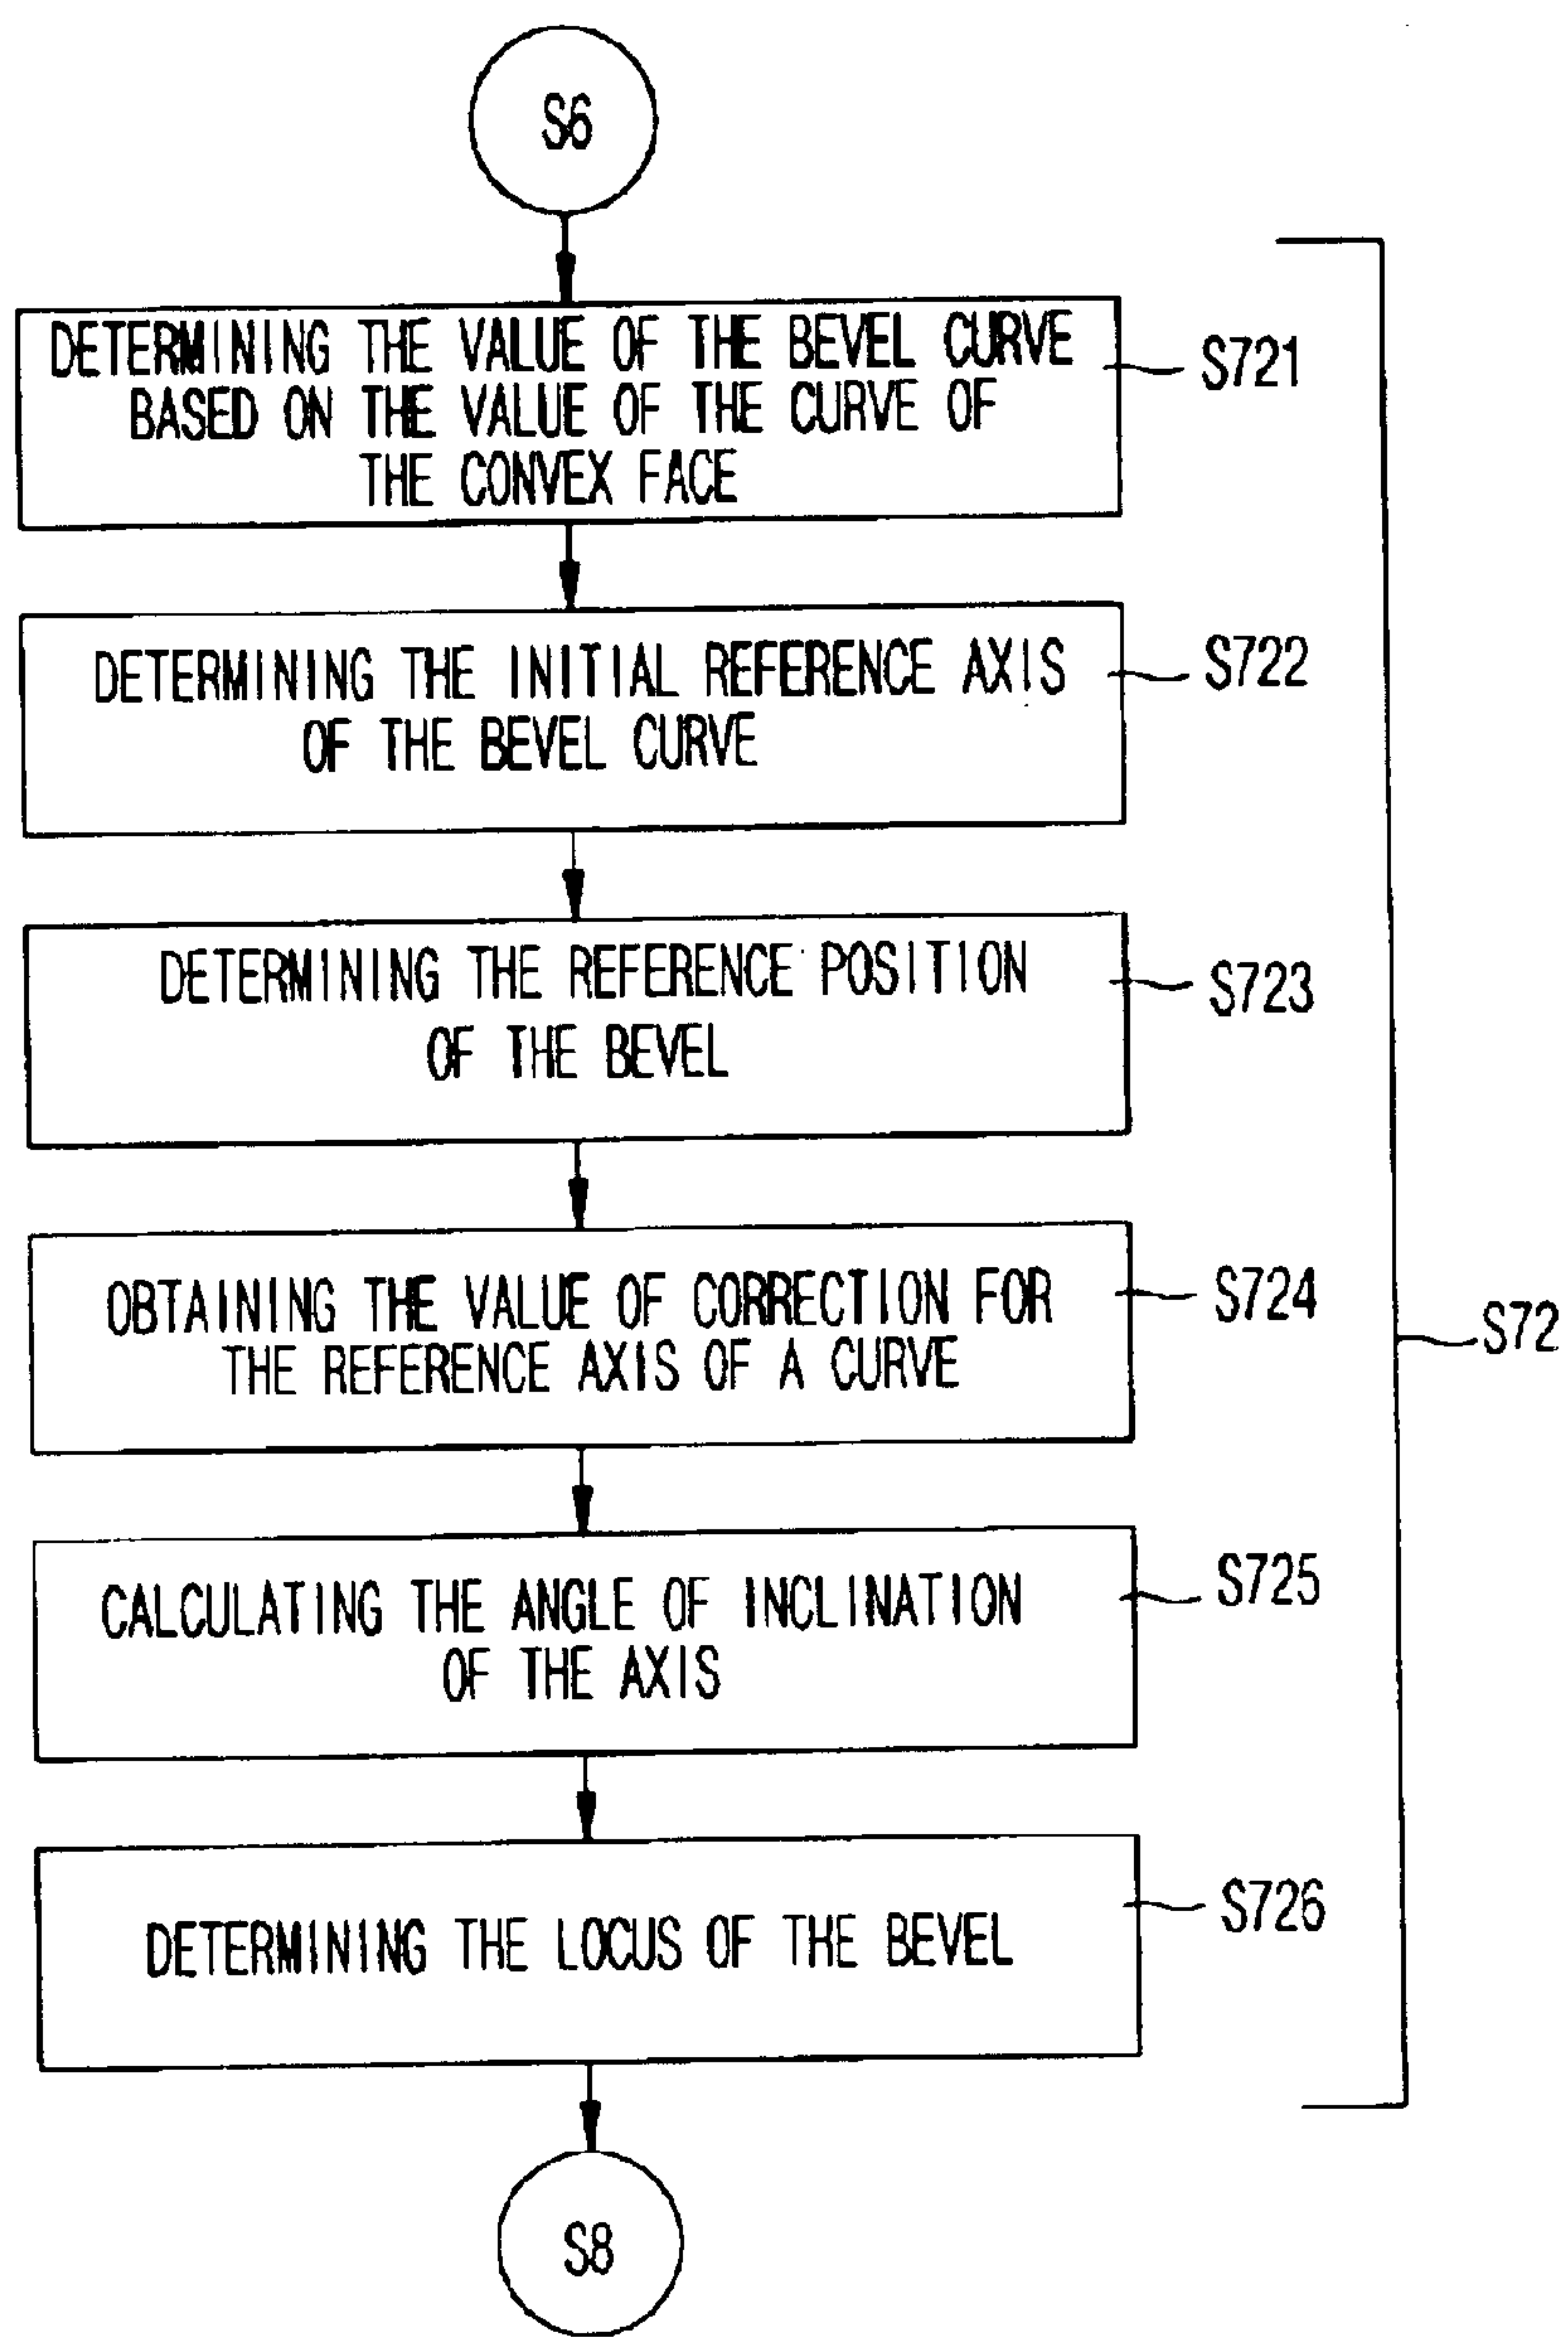 S6
DETERMINING THE VALUE OF THE BEVEL CURVE
BASED ON THE VALUE OF THE CURVE OF
THE CONVEX FACE
S721
DETERMINING THE INITIAL REFERENCE AXIS
OF THE BEVEL CURVE
S722
DETERMINING THE REFERENCE POSITION
OF THE BEVEL
S723
OBTAINING THE VALUE OF CORRECTION FOR
THE REFERENCE AXIS OF A CURVE
S724
S72
CALCULATING THE ANGLE OF INCLINATION
OF THE AXIS
S725
DETERMINING THE LOCUS OF THE BEVEL
S726
S8